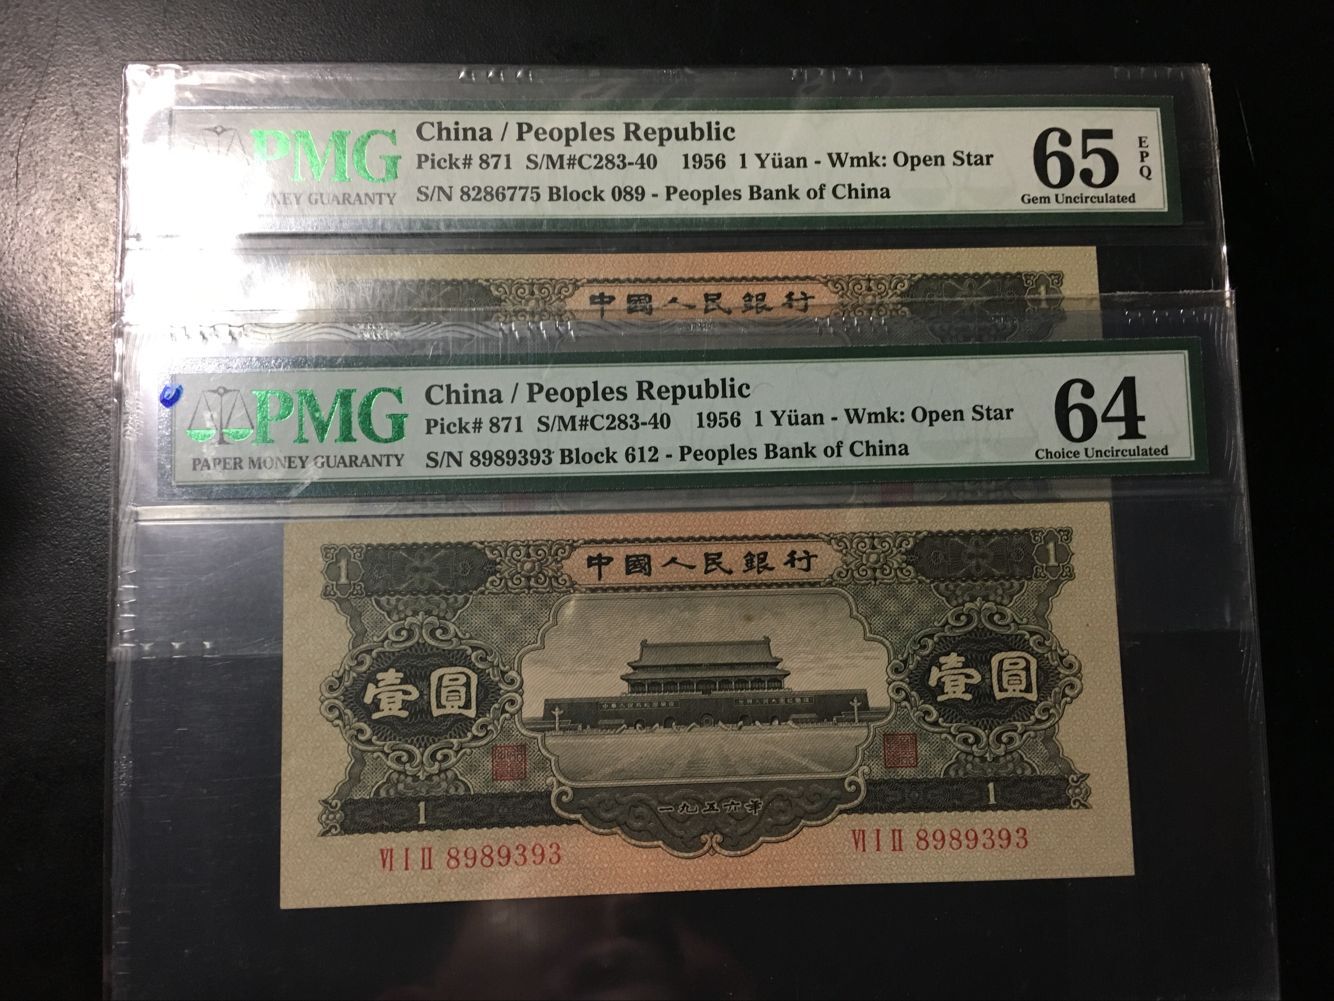 PMG
China / Peoples Republic
Pick# 871 S/M#C283-40 1956 1 Yüan - Wmk: Open Star
S/N 8286775 Block 089 - Peoples Bank of China
65
EPQ
Gem Uncirculated
GUARANTY
中國人民銀行
1
PMG
PAPER MONEY GUARANTY
China / Peoples Republic
Pick# 871 S/M#C283-40 1956 1 Yüan - Wmk: Open Star
S/N 8989393 Block 612 - Peoples Bank of China
64
Choice Uncirculated
1 中國人民銀行 1
壹圓 壹圓
1 一九五六年 1
VI I II 8989393 VI I II 8989393